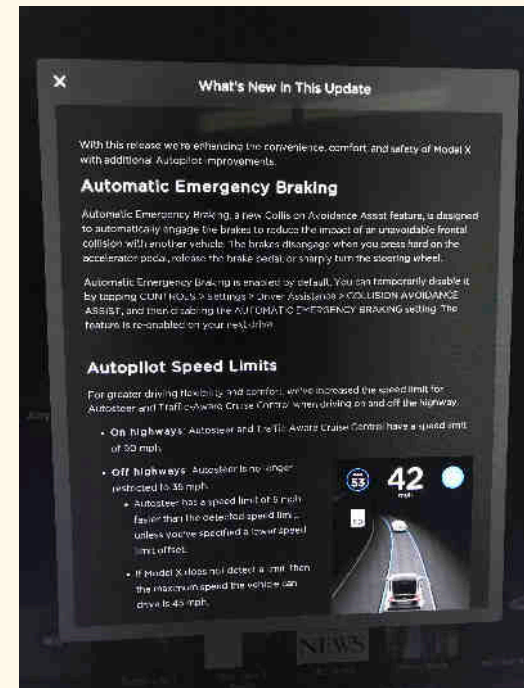 What's New In This Update
With this release we're enhancing the convenience, comfort, and safety of Model X
with additional Autopilot improvements.
Automatic Emergency Braking
Automatic Emergency Braking, a new Collision Avoidance Assist feature, is designed
to automatically engage the brakes to reduce the impact of an unavoidable frontal
collision with another vehicle. The brakes disengage when you press hard on the
accelerator pedal, release the brake pedal, or sharply turn the steering wheel.
Automatic Emergency Braking is enabled by default. You can temporarily disable it
by tapping CONTROLS > Settings > Driver Assistance > COLLISION AVOIDANCE
ASSIST, and then disabling the AUTOMATIC EMERGENCY BRAKING setting. The
feature is re-enabled on your next drive.
Autopilot Speed Limits
For greater driving flexibility and comfort, we've increased the speed limit for
Autosteer and Traffic-Aware Cruise Control when driving on and off the highway.
• On highways: Autosteer and Traffic Aware Cruise Control have a speed limit
of 90 mph.
• Off highways: Autosteer is no longer
restricted to 35 mph.
• Autosteer has a speed limit of 5 mph
faster than the detected speed limit,
unless you've specified a lower speed
limit offset.
• If Model X does not detect a limit then
the maximum speed the vehicle can
drive is 45 mph.
53
42
mph
NEWS